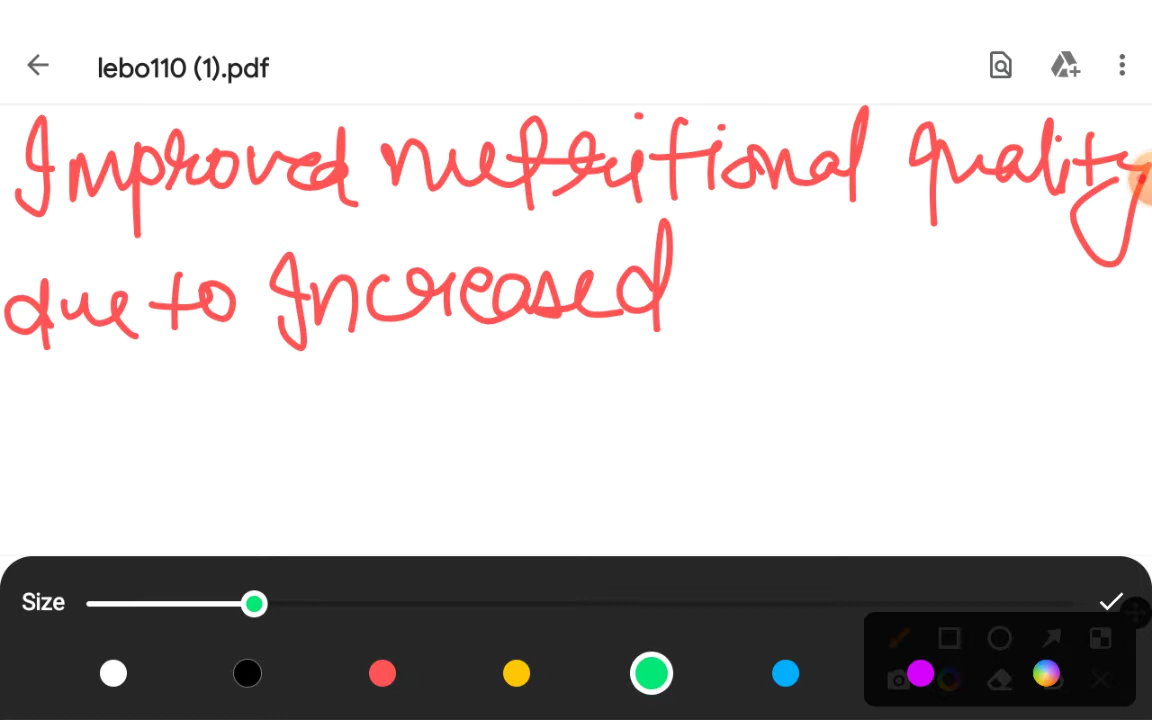 lebo110 (1).pdf
Improved nutritional quality
due to Increased
Size